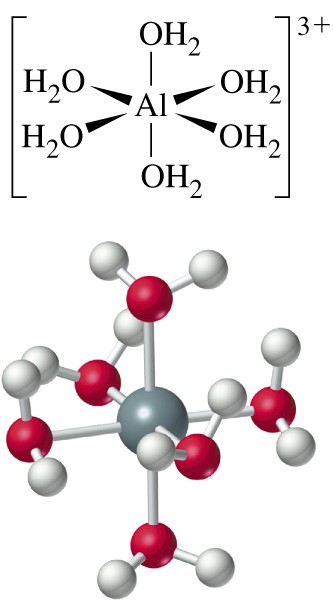 3+
OH₂
H₂O OH₂
Al
H₂O OH₂
OH₂